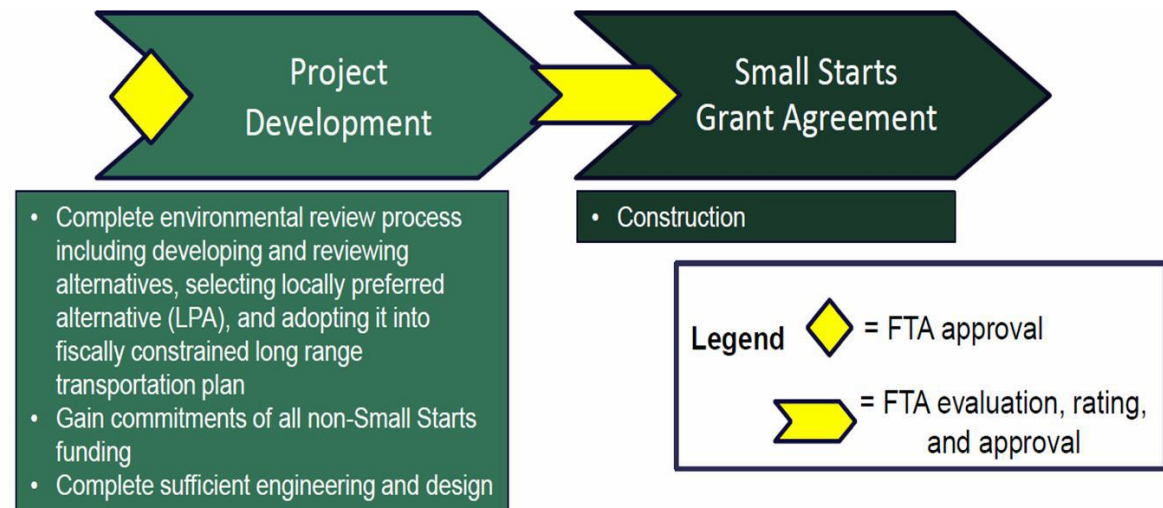 Project
Development
Small Starts
Grant Agreement
• Complete environmental review process
including developing and reviewing
alternatives, selecting locally preferred
alternative (LPA), and adopting it into
fiscally constrained long range
transportation plan
• Gain commitments of all non-Small Starts
funding
• Complete sufficient engineering and design
• Construction
Legend
= FTA approval
= FTA evaluation, rating,
and approval